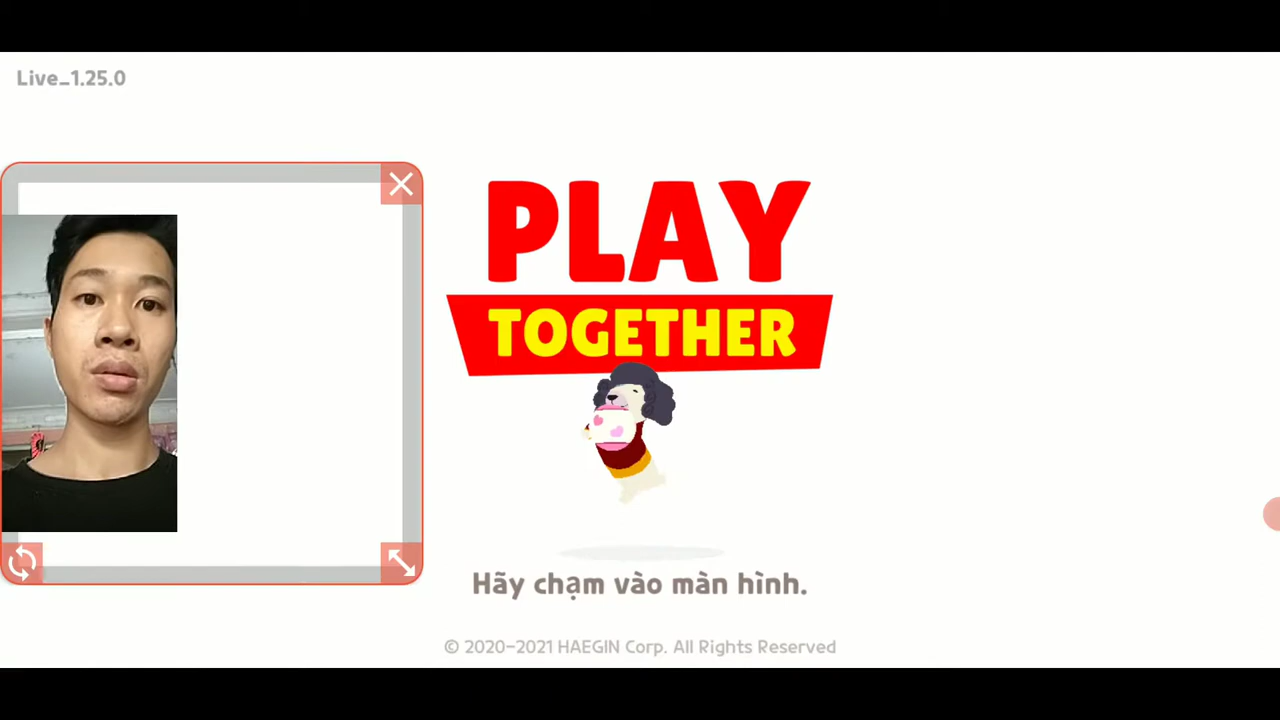 Live_1.25.0
PLAY
TOGETHER
Hãy chạm vào màn hình.
© 2020-2021 HAEGIN Corp. All Rights Reserved